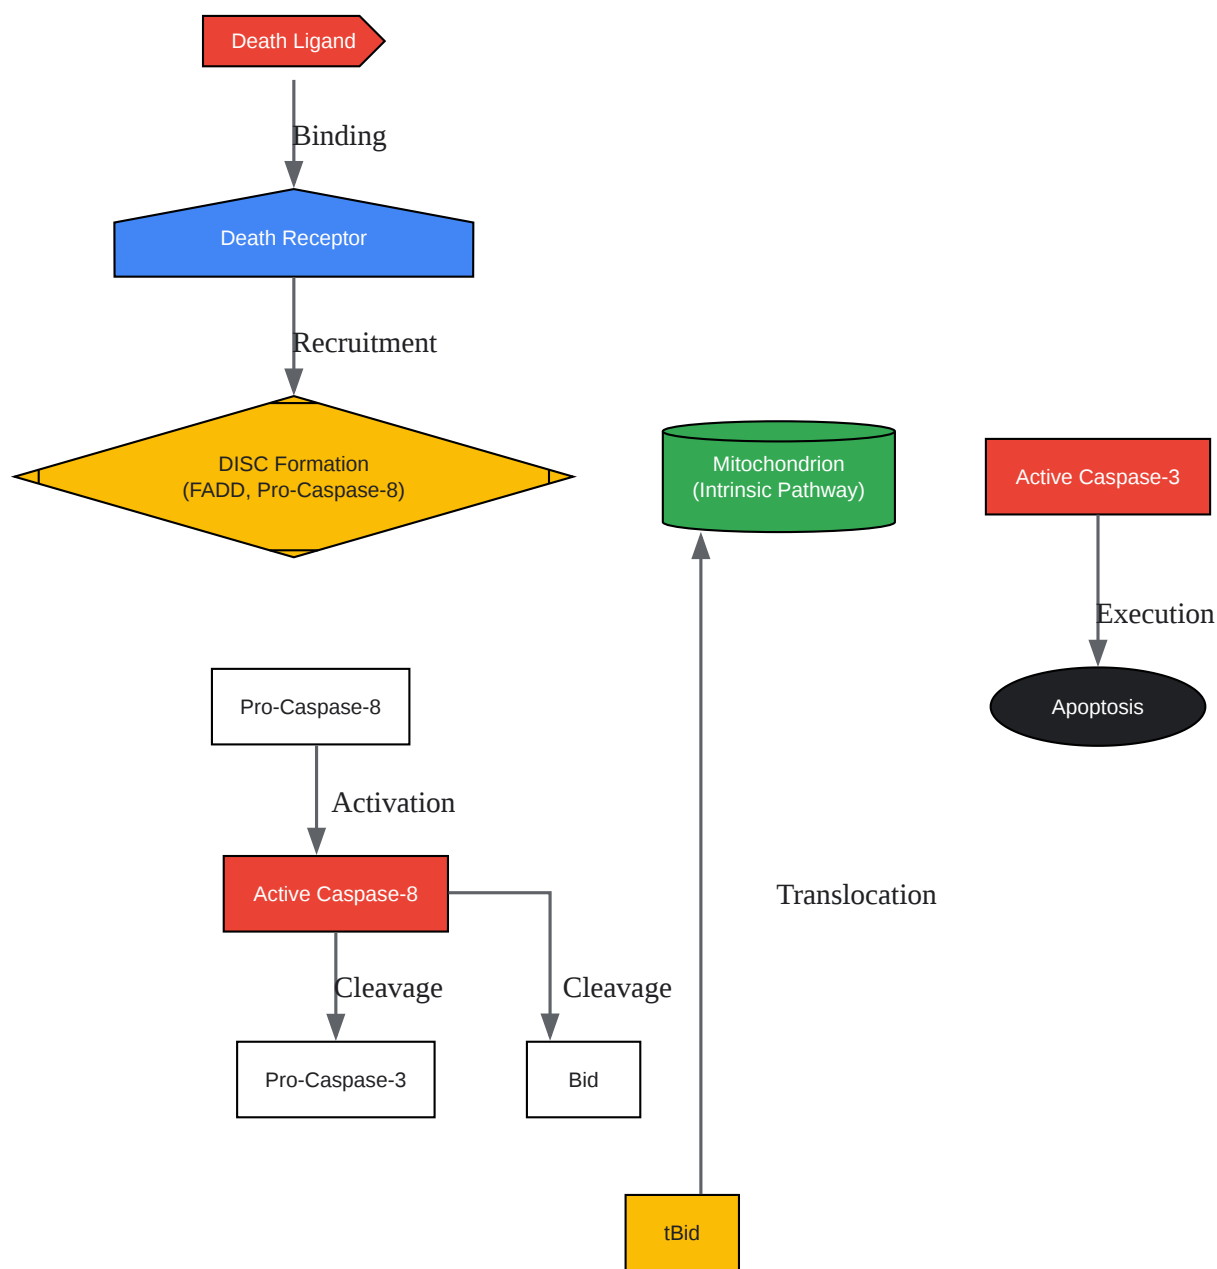 Death Ligand
Binding
Death Receptor
Recruitment
DISC Formation
(FADD, Pro-Caspase-8)
Mitochondrion
(Intrinsic Pathway)
Active Caspase-3
Execution
Apoptosis
Pro-Caspase-8
Activation
Active Caspase-8
Translocation
Cleavage
Cleavage
Pro-Caspase-3
Bid
tBid